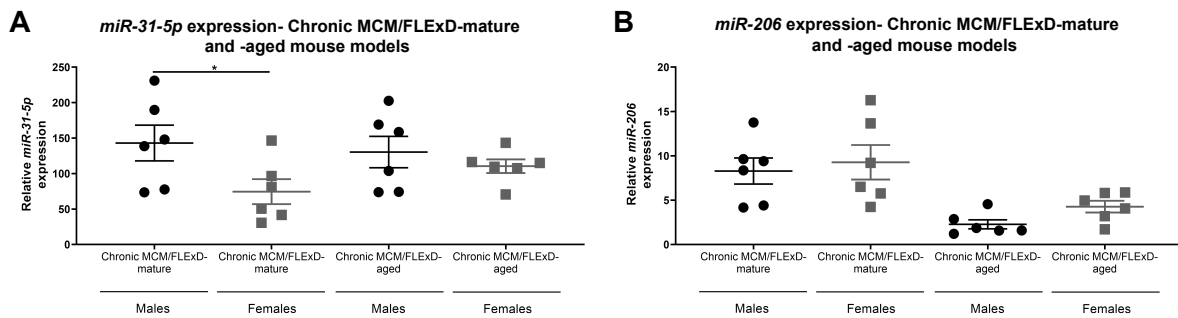 A
miR-31-5p expression- Chronic MCM/FLExD-mature
and -aged mouse models
Relative miR-31-5p
expression
250
200
150
100
50
0
*
Chronic MCM/FLExD-
mature
Chronic MCM/FLExD-
mature
Chronic MCM/FLExD-
aged
Chronic MCM/FLExD-
aged
Males
Females
Males
Females
B
miR-206 expression- Chronic MCM/FLExD-mature
and -aged mouse models
Relative miR-206
expression
20
15
10
5
0
Chronic MCM/FLExD-
mature
Chronic MCM/FLExD-
mature
Chronic MCM/FLExD-
aged
Chronic MCM/FLExD-
aged
Males
Females
Males
Females